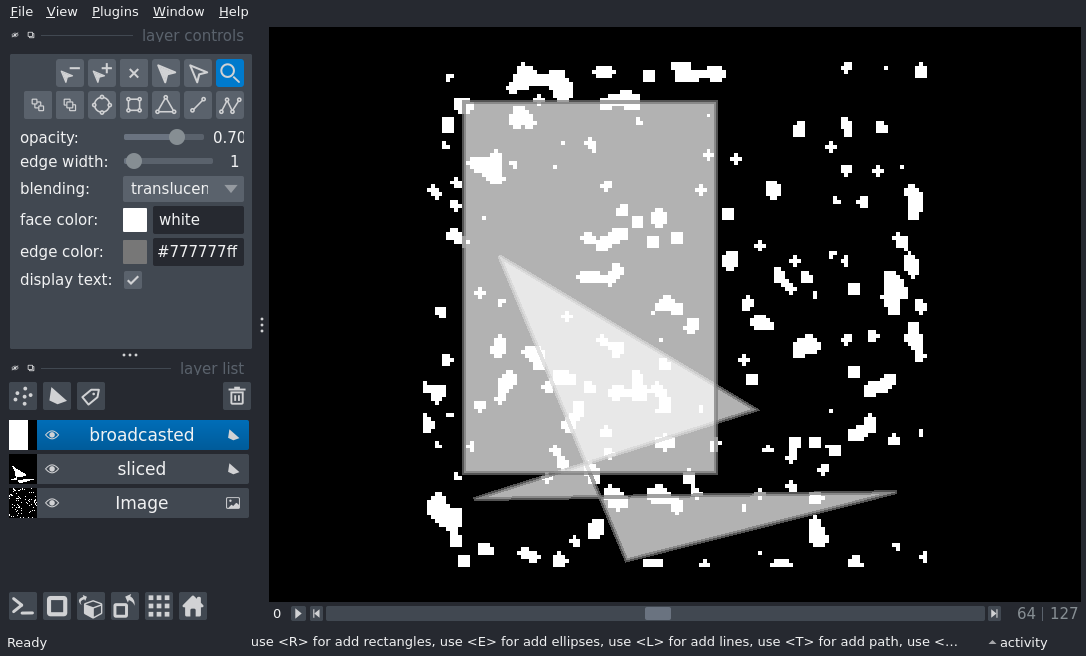 File View Plugins Window Help
layer controls
opacity: 0.70
edge width: 1
blending: translucen
face color: white
edge color: #777777ff
display text:
layer list
broadcasted
sliced
Image
0 64 127
Ready use <R> for add rectangles, use <E> for add ellipses, use <L> for add lines, use <T> for add path, use <... activity